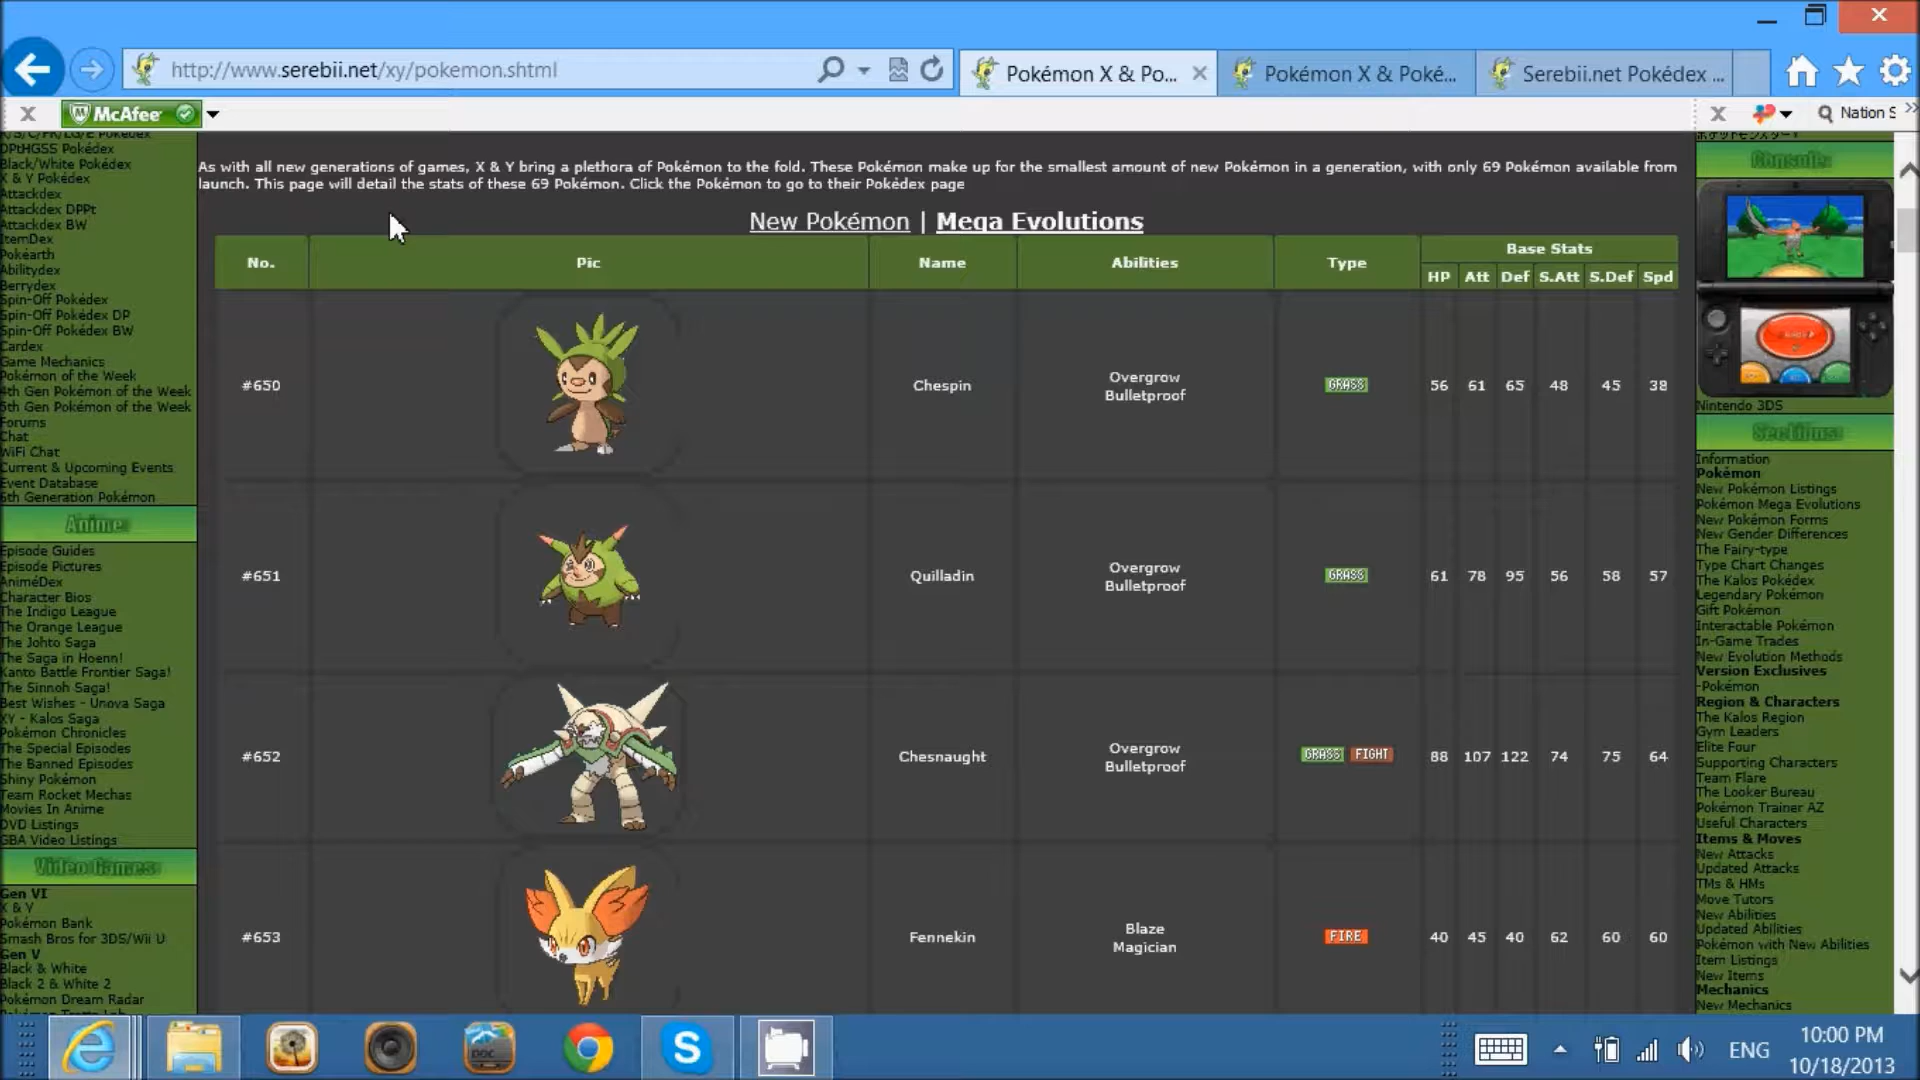 http://www.serebii.net/xy/pokemon.shtml
Pokémon X & Po...
Pokémon X & Poké...
Serebii.net Pokédex ...
McAfee
Nation S
DPtHGSS Pokédex
Black/White Pokédex
X & Y Pokédex
Attackdex
Attackdex DPPt
Attackdex BW
ItemDex
Pokéarth
Abilitydex
Berrydex
Spin-Off Pokédex
Spin-Off Pokédex DP
Spin-Off Pokédex BW
Cardex
Game Mechanics
Pokémon of the Week
4th Gen Pokémon of the Week
5th Gen Pokémon of the Week
Forums
Chat
WiFi Chat
Current & Upcoming Events
Event Database
6th Generation Pokémon
Anime
Episode Guides
Episode Pictures
AniméDex
Character Bios
The Indigo League
The Orange League
The Johto Saga
The Saga in Hoenn!
Kanto Battle Frontier Saga!
The Sinnoh Saga!
Best Wishes - Unova Saga
XY - Kalos Saga
Pokémon Chronicles
The Special Episodes
The Banned Episodes
Shiny Pokémon
Team Rocket Mechas
Movies In Anime
DVD Listings
GBA Video Listings
Video Games
Gen VI
X & Y
Pokémon Bank
Smash Bros for 3DS/Wii U
Gen V
Black & White
Black 2 & White 2
Pokémon Dream Radar
As with all new generations of games, X & Y bring a plethora of Pokémon to the fold. These Pokémon make up for the smallest amount of new Pokémon in a generation, with only 69 Pokémon available from
launch. This page will detail the stats of these 69 Pokémon. Click the Pokémon to go to their Pokédex page
New Pokémon | Mega Evolutions
No. Pic Name Abilities Type Base Stats
HP Att Def S.Att S.Def Spd
#650 Chespin Overgrow Bulletproof GRASS 56 61 65 48 45 38
#651 Quilladin Overgrow Bulletproof GRASS 61 78 95 56 58 57
#652 Chesnaught Overgrow Bulletproof GRASS FIGHT 88 107 122 74 75 64
#653 Fennekin Blaze Magician FIRE 40 45 40 62 60 60
Console
Nintendo 3DS
Sections
Information
Pokémon
New Pokémon Listings
Pokémon Mega Evolutions
New Pokémon Forms
New Gender Differences
The Fairy-type
Type Chart Changes
The Kalos Pokédex
Legendary Pokémon
Gift Pokémon
Interactable Pokémon
In-Game Trades
New Evolution Methods
Version Exclusives
-Pokémon
Region & Characters
The Kalos Region
Gym Leaders
Elite Four
Supporting Characters
Team Flare
The Looker Bureau
Pokémon Trainer AZ
Useful Characters
Items & Moves
New Attacks
Updated Attacks
TMs & HMs
Move Tutors
New Abilities
Updated Abilities
Pokémon with New Abilities
Item Listings
New Items
Mechanics
New Mechanics
DOC
S
ENG
10:00 PM
10/18/2013